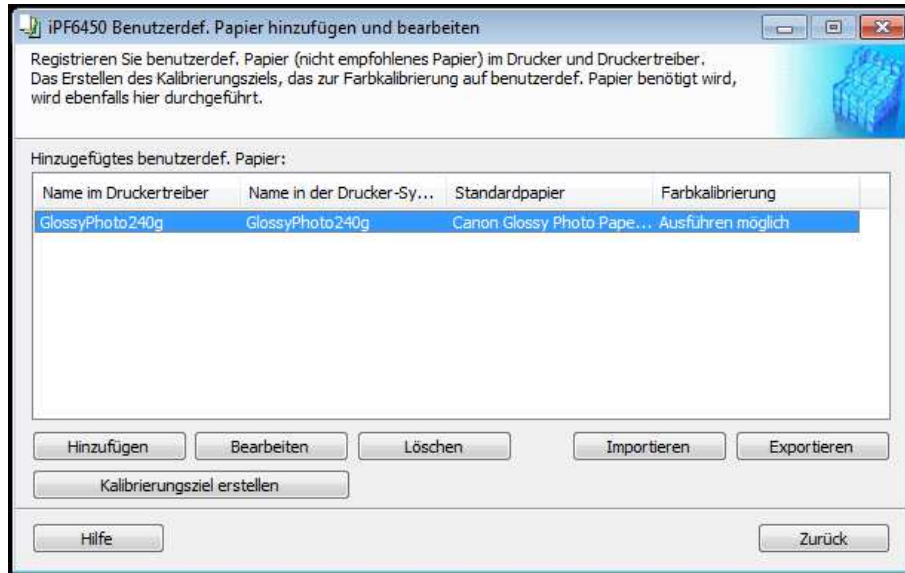 iPF6450 Benutzerdef. Papier hinzufügen und bearbeiten
Registrieren Sie benutzerdef. Papier (nicht empfohlenes Papier) im Drucker und Druckertreiber.
Das Erstellen des Kalibrierungsziels, das zur Farbkalibrierung auf benutzerdef. Papier benötigt wird,
wird ebenfalls hier durchgeführt.
Hinzugefügtes benutzerdef. Papier:
Name im Druckertreiber Name in der Drucker-Sy... Standardpapier Farbkalibrierung
GlossyPhoto240g GlossyPhoto240g Canon Glossy Photo Pape... Ausführen möglich
Hinzufügen Bearbeiten Löschen Importieren Exportieren
Kalibrierungsziel erstellen
Hilfe Zurück